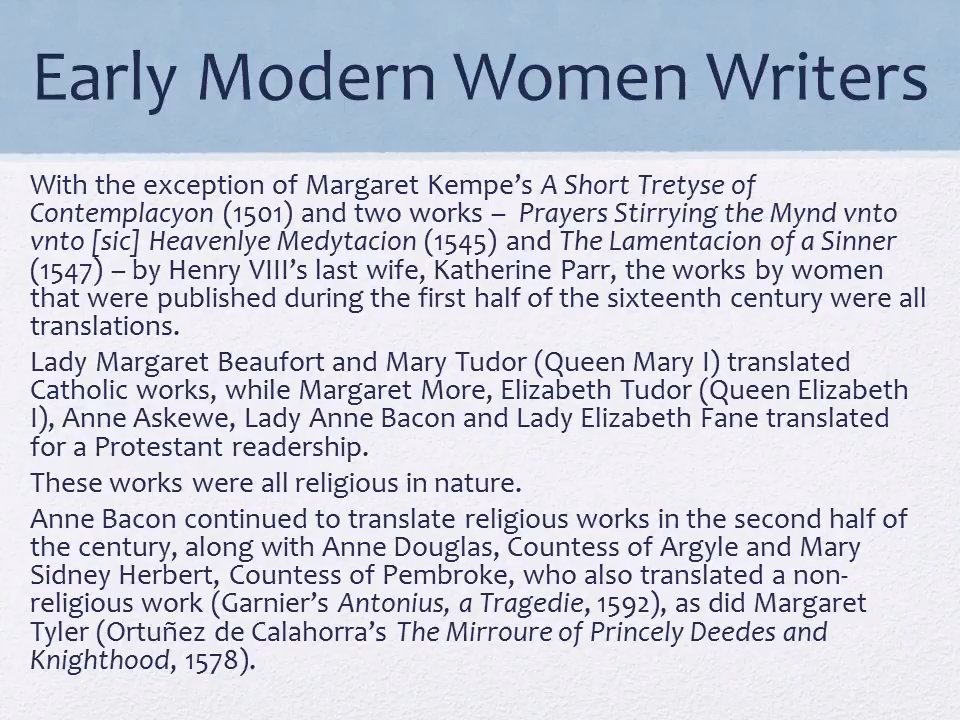 Early Modern Women Writers
With the exception of Margaret Kempe’s A Short Tretyse of
Contemplacyon (1501) and two works – Prayers Stirrying the Mynd vnto
vnto [sic] Heavenlye Medytacion (1545) and The Lamentacion of a Sinner
(1547) – by Henry VIII’s last wife, Katherine Parr, the works by women
that were published during the first half of the sixteenth century were all
translations.
Lady Margaret Beaufort and Mary Tudor (Queen Mary I) translated
Catholic works, while Margaret More, Elizabeth Tudor (Queen Elizabeth
I), Anne Askewe, Lady Anne Bacon and Lady Elizabeth Fane translated
for a Protestant readership.
These works were all religious in nature.
Anne Bacon continued to translate religious works in the second half of
the century, along with Anne Douglas, Countess of Argyle and Mary
Sidney Herbert, Countess of Pembroke, who also translated a non-
religious work (Garnier’s Antonius, a Tragedie, 1592), as did Margaret
Tyler (Ortuñez de Calahorra’s The Mirroure of Princely Deedes and
Knighthood, 1578).